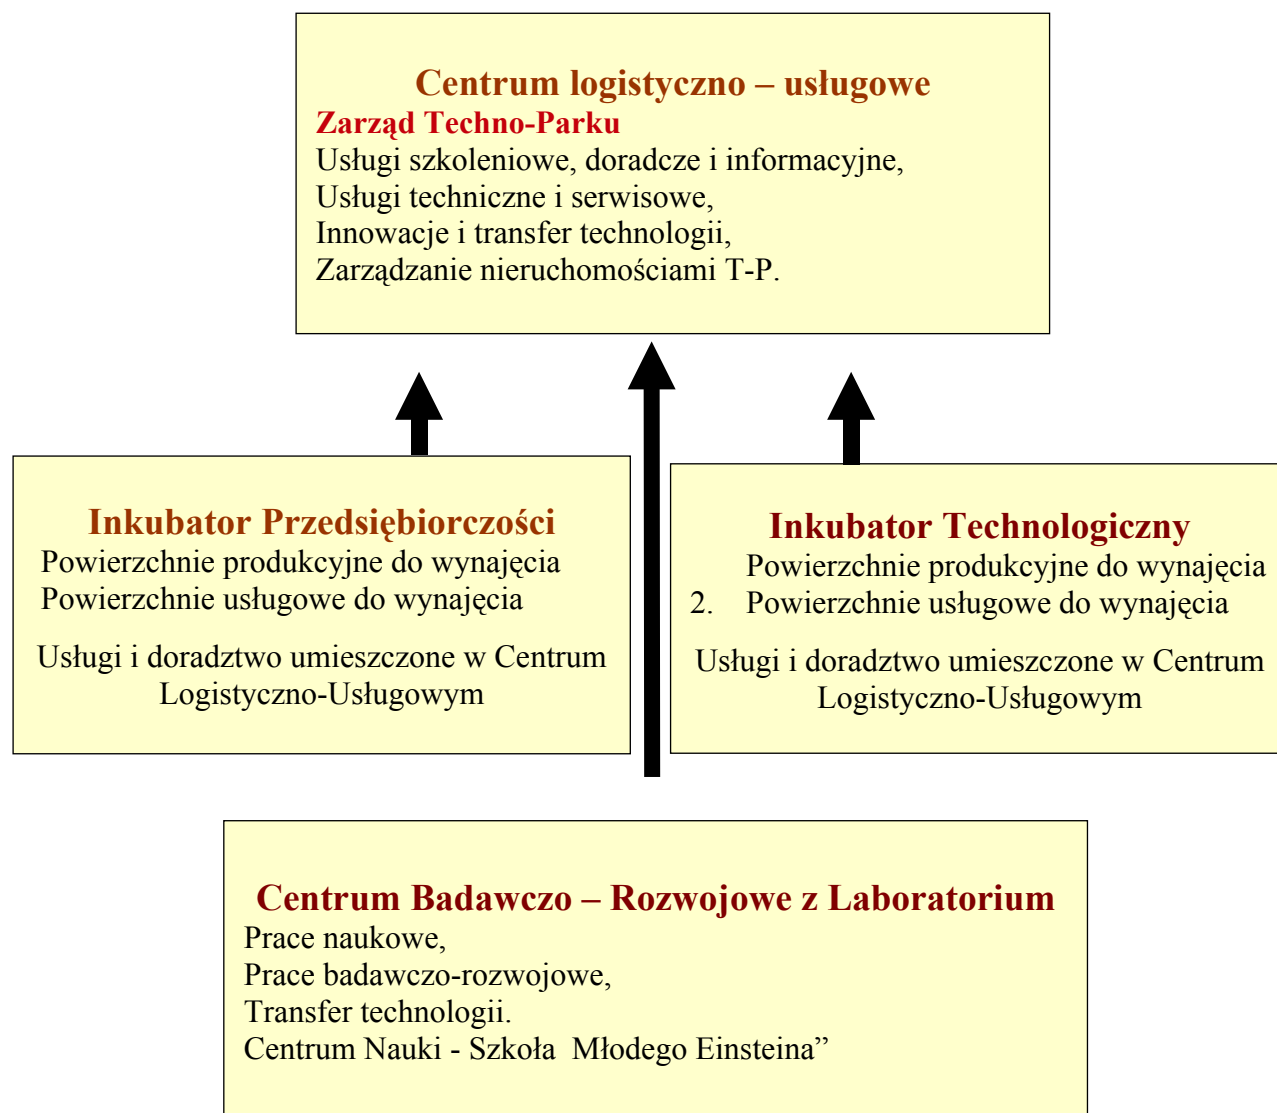 Centrum logistyczno – usługowe
Zarząd Techno-Parku
Usługi szkoleniowe, doradcze i informacyjne,
Usługi techniczne i serwisowe,
Innowacje i transfer technologii,
Zarządzanie nieruchomościami T-P.
Inkubator Przedsiębiorczości
Powierzchnie produkcyjne do wynajęcia
Powierzchnie usługowe do wynajęcia
Usługi i doradztwo umieszczone w Centrum
Logistyczno-Usługowym
Inkubator Technologiczny
Powierzchnie produkcyjne do wynajęcia
2. Powierzchnie usługowe do wynajęcia
Usługi i doradztwo umieszczone w Centrum
Logistyczno-Usługowym
Centrum Badawczo – Rozwojowe z Laboratorium
Prace naukowe,
Prace badawczo-rozwojowe,
Transfer technologii.
Centrum Nauki - Szkoła Młodego Einsteina”